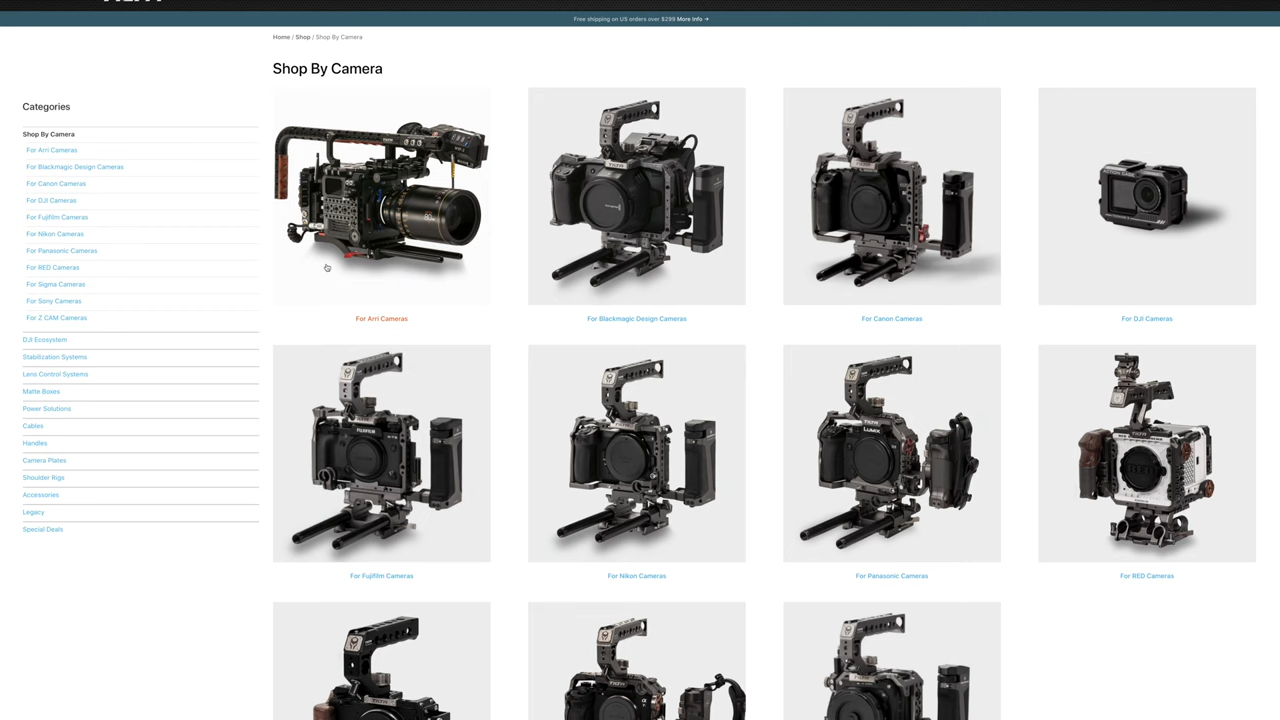 Free shipping on US orders over $299 More Info →
Home / Shop / Shop By Camera
Shop By Camera
Categories
Shop By Camera
For Arri Cameras
For Blackmagic Design Cameras
For Canon Cameras
For DJI Cameras
For Fujifilm Cameras
For Nikon Cameras
For Panasonic Cameras
For RED Cameras
For Sigma Cameras
For Sony Cameras
For Z CAM Cameras
DJI Ecosystem
Stabilization Systems
Lens Control Systems
Matte Boxes
Power Solutions
Cables
Handles
Camera Plates
Shoulder Rigs
Accessories
Legacy
Special Deals
For Arri Cameras
For Blackmagic Design Cameras
For Canon Cameras
For DJI Cameras
FUJIFILM
LUMIX
For Fujifilm Cameras
For Nikon Cameras
For Panasonic Cameras
For RED Cameras